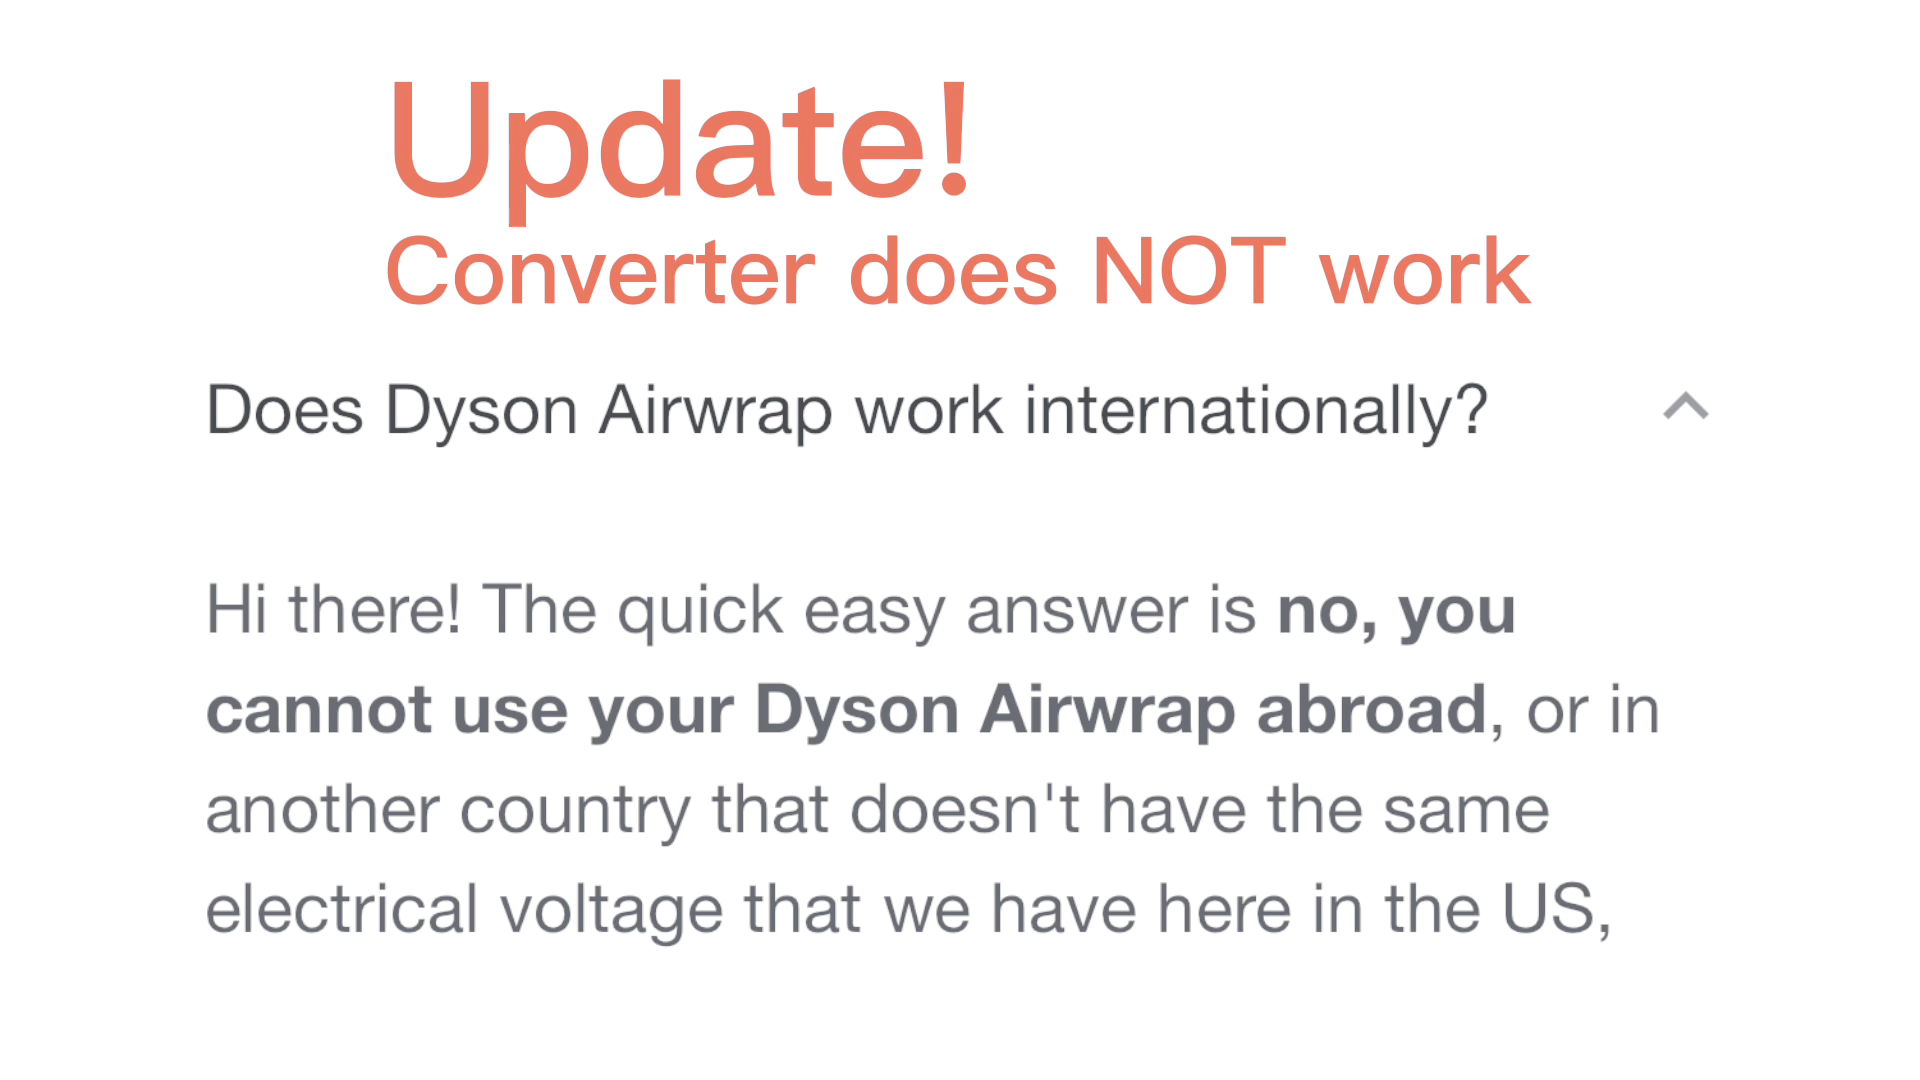 Update!
Converter does NOT work
Does Dyson Airwrap work internationally?
Hi there! The quick easy answer is no, you
cannot use your Dyson Airwrap abroad, or in
another country that doesn't have the same
electrical voltage that we have here in the US,